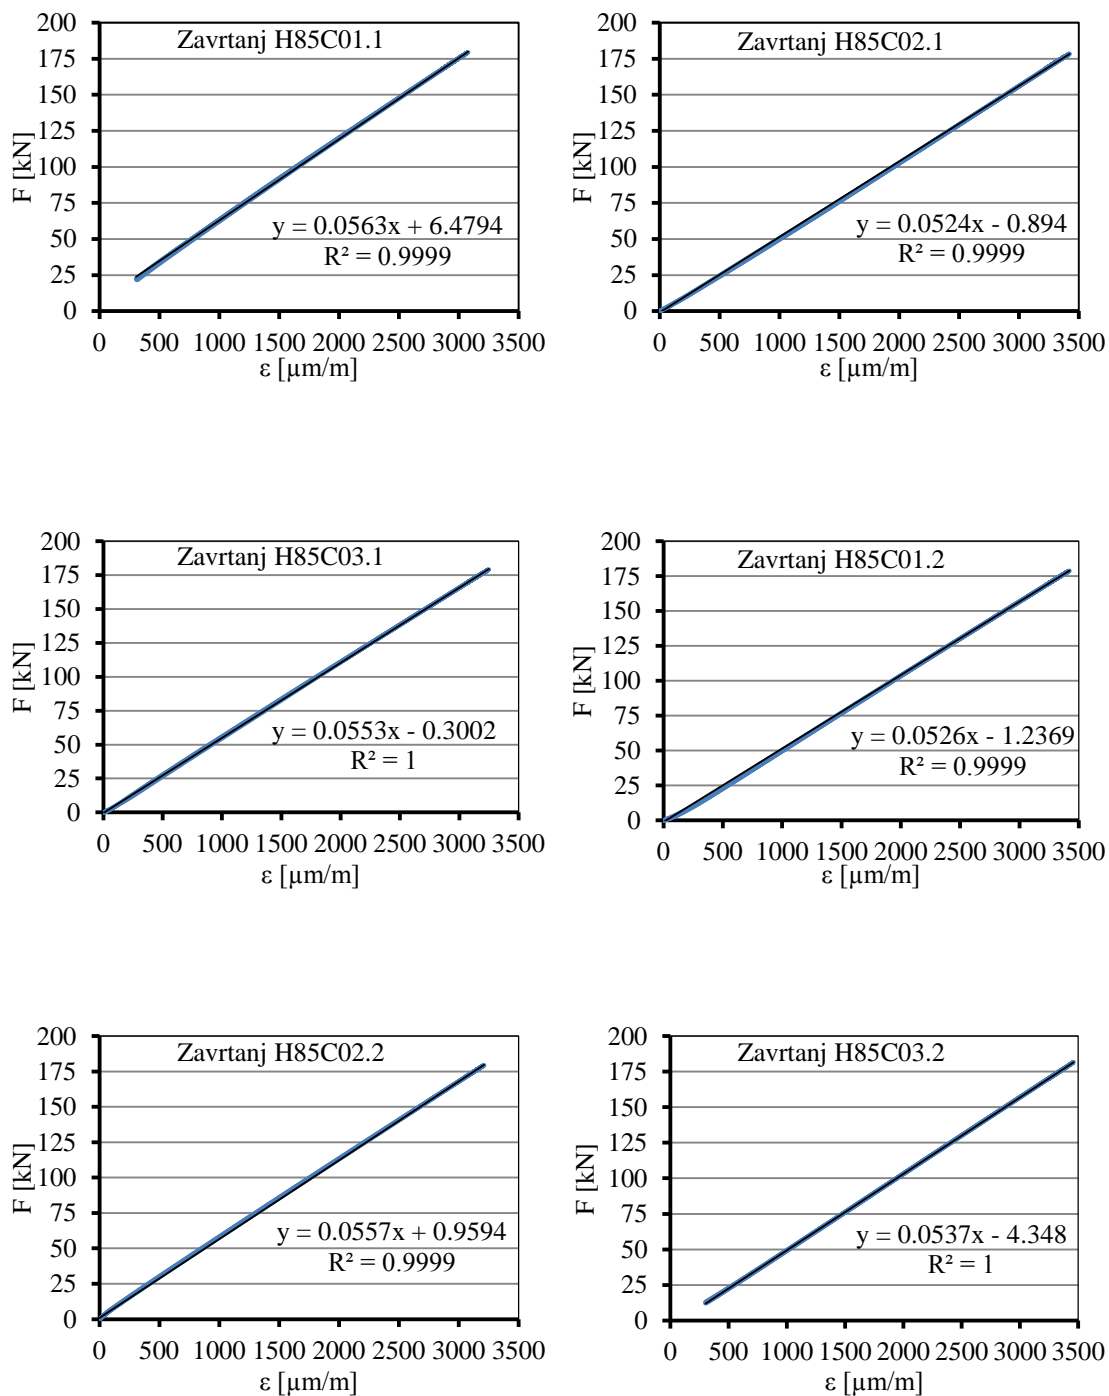 Zavrtanj H85C01.1
200
175
150
125
100
75
50
25
0
F [kN]
y = 0.0563x + 6.4794
R² = 0.9999
0 500 1000 1500 2000 2500 3000 3500
ε [µm/m]
Zavrtanj H85C02.1
200
175
150
125
100
75
50
25
0
F [kN]
y = 0.0524x - 0.894
R² = 0.9999
0 500 1000 1500 2000 2500 3000 3500
ε [µm/m]
Zavrtanj H85C03.1
200
175
150
125
100
75
50
25
0
F [kN]
y = 0.0553x - 0.3002
R² = 1
0 500 1000 1500 2000 2500 3000 3500
ε [µm/m]
Zavrtanj H85C01.2
200
175
150
125
100
75
50
25
0
F [kN]
y = 0.0526x - 1.2369
R² = 0.9999
0 500 1000 1500 2000 2500 3000 3500
ε [µm/m]
Zavrtanj H85C02.2
200
175
150
125
100
75
50
25
0
F [kN]
y = 0.0557x + 0.9594
R² = 0.9999
0 500 1000 1500 2000 2500 3000 3500
ε [µm/m]
Zavrtanj H85C03.2
200
175
150
125
100
75
50
25
0
F [kN]
y = 0.0537x - 4.348
R² = 1
0 500 1000 1500 2000 2500 3000 3500
ε [µm/m]